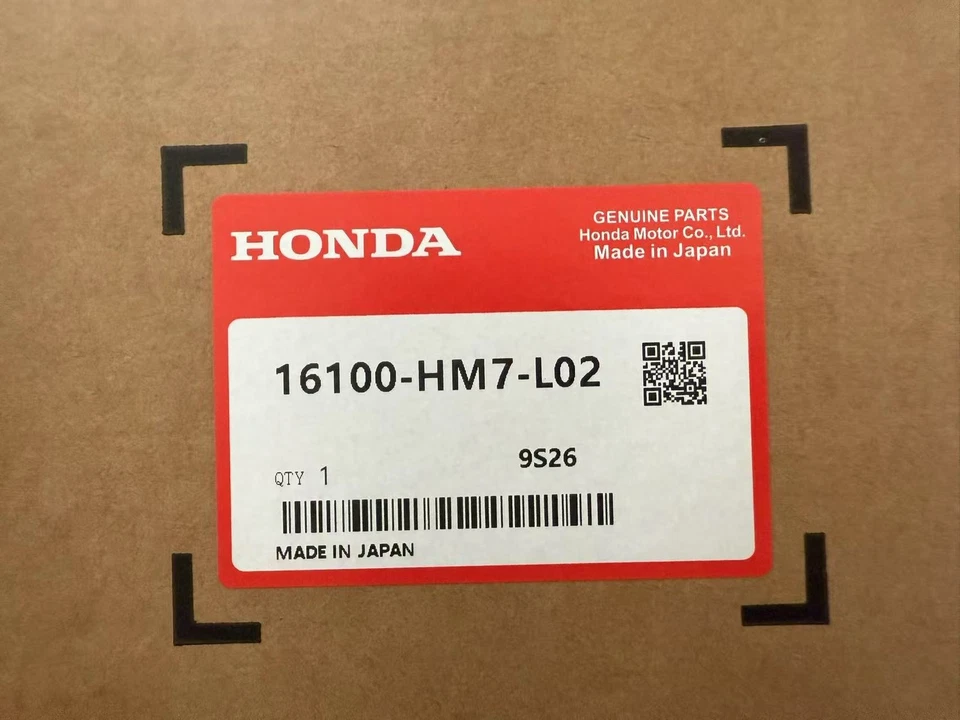 HONDA
GENUINE PARTS
Honda Motor Co., Ltd.
Made in Japan
16100-HM7-L02
9S26
QTY 1
MADE IN JAPAN